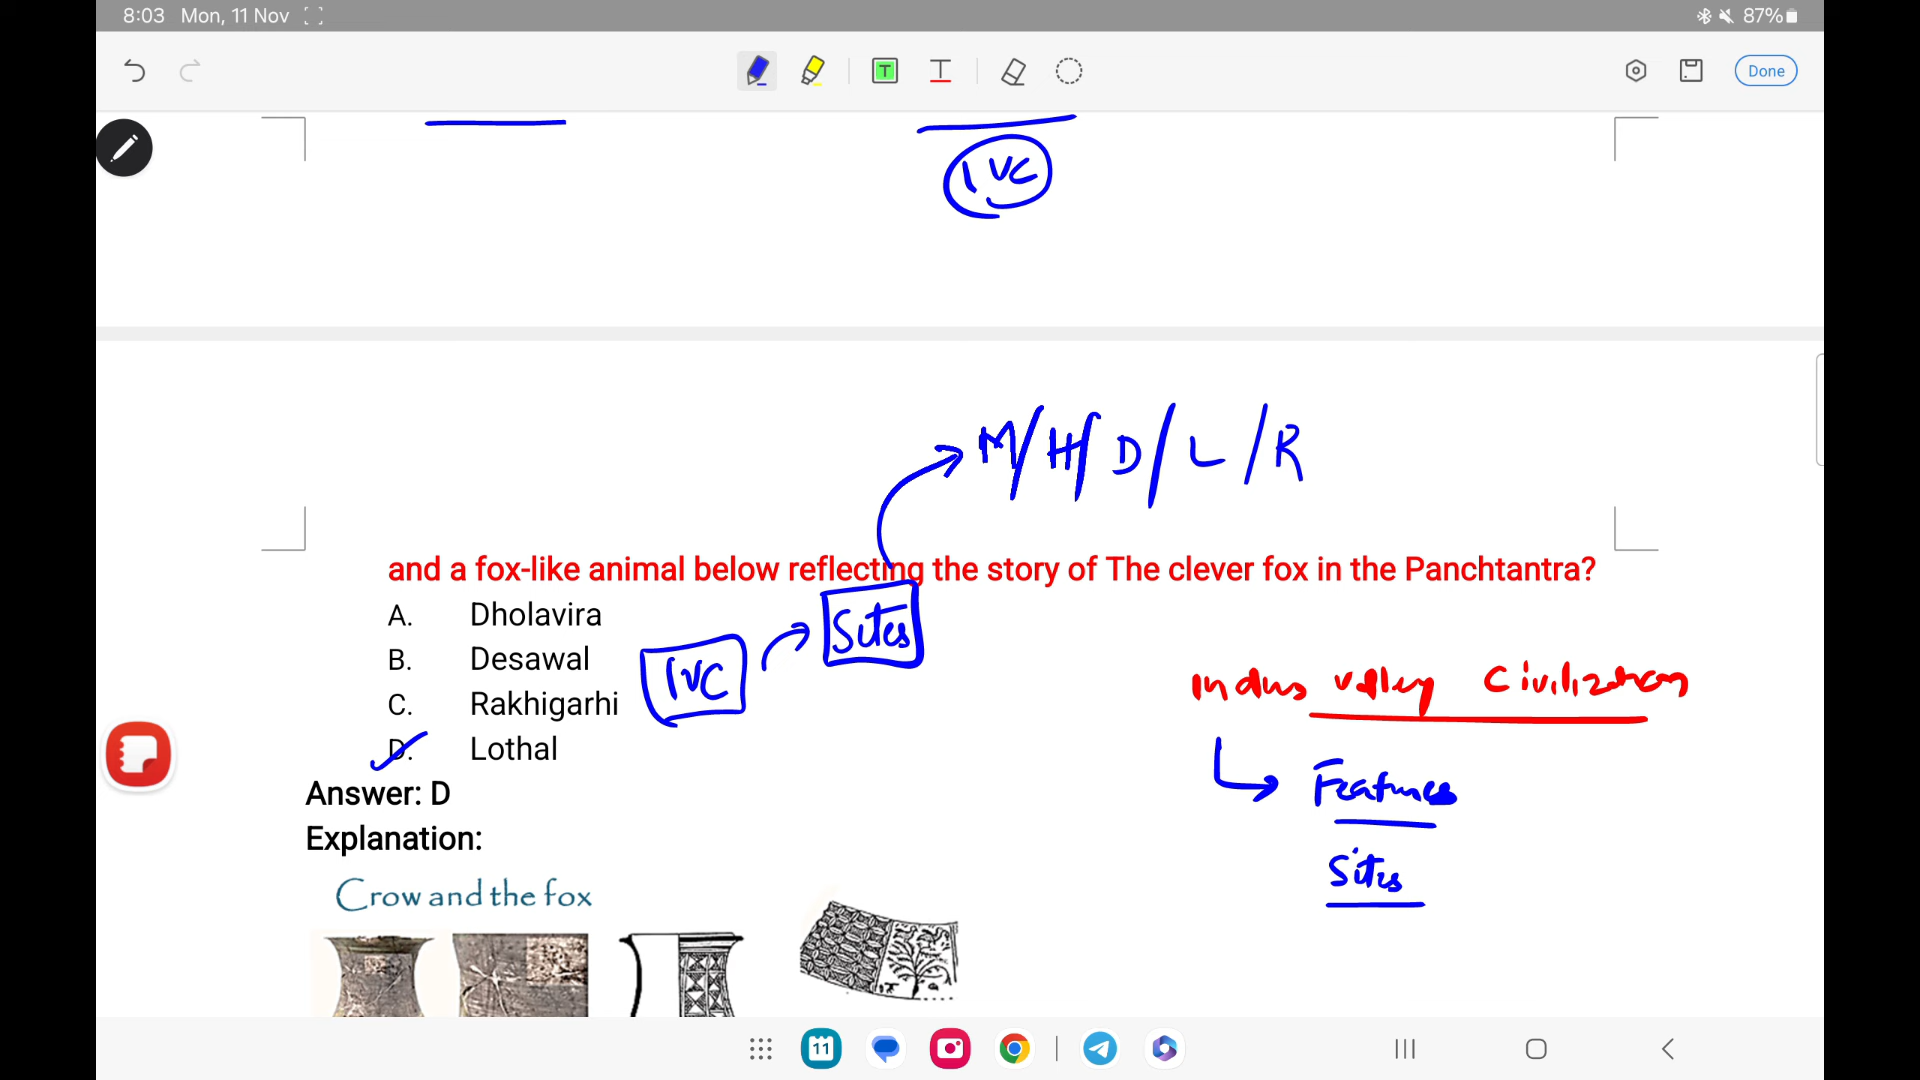 8:03 Mon, 11 Nov
87%
T
T
Done
IVC
M/H/D/L/R
and a fox-like animal below reflecting the story of The clever fox in the Panchtantra?
A. Dholavira
Sites
B. Desawal
IVC
Indus valley Civilization
C. Rakhigarhi
D. Lothal
Features
Answer: D
Explanation:
Sites
Crow and the fox
11